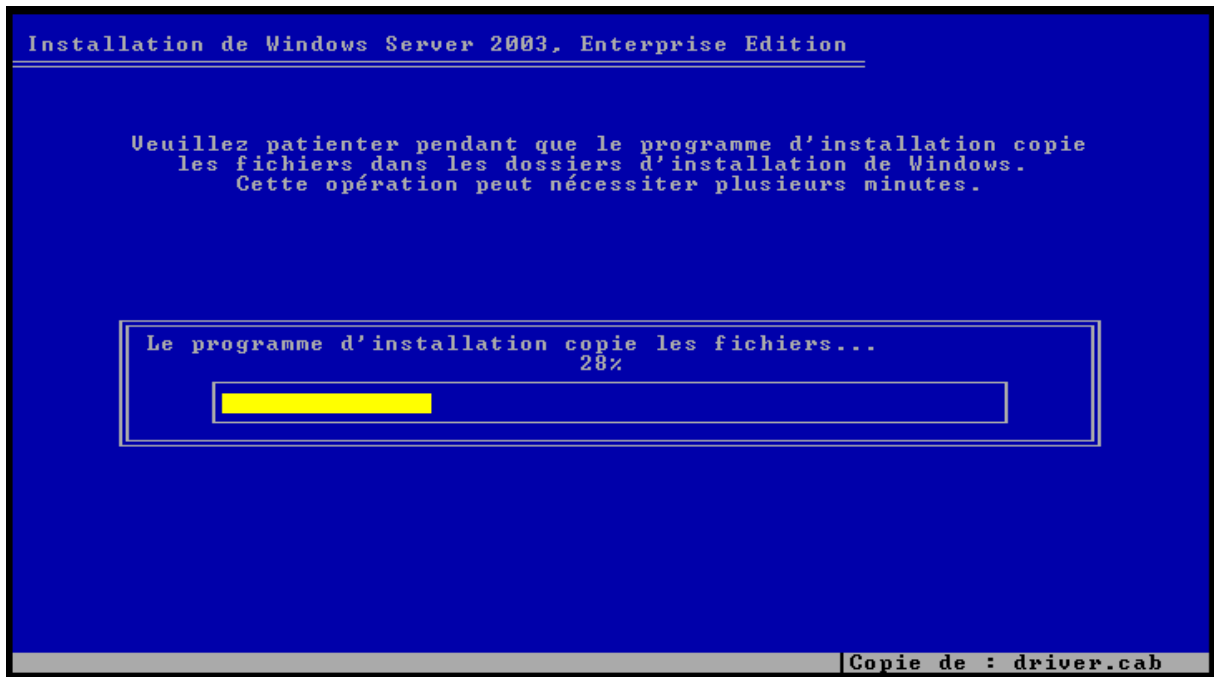 Installation de Windows Server 2003, Enterprise Edition
Veuillez patienter pendant que le programme d'installation copie
les fichiers dans les dossiers d'installation de Windows.
Cette opération peut nécessiter plusieurs minutes.
Le programme d'installation copie les fichiers...
28%
Copie de : driver.cab